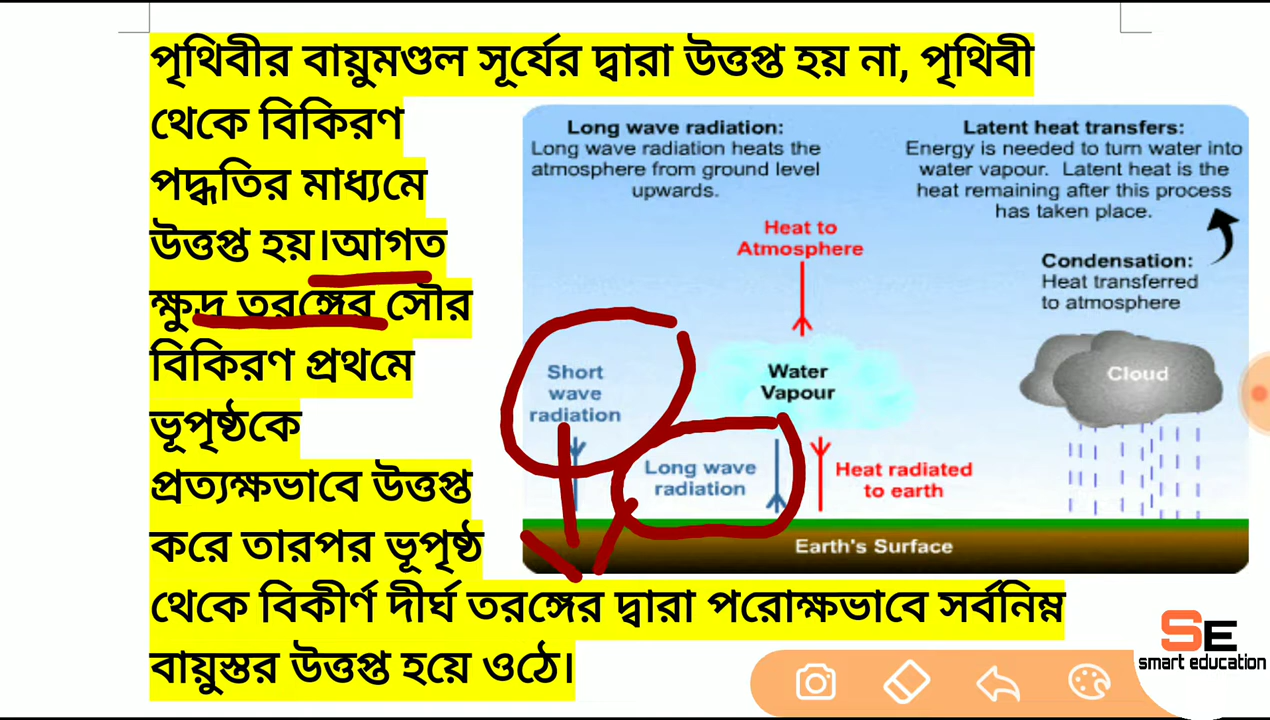 পৃথিবীর বায়ুমণ্ডল সূর্যের দ্বারা উত্তপ্ত হয় না, পৃথিবী
থেকে বিকিরণ
পদ্ধতির মাধ্যমে
উত্তপ্ত হয়।আগত
ক্ষুদ্র তরঙ্গের সৌর
বিকিরণ প্রথমে
ভূপৃষ্ঠকে
প্রত্যক্ষভাবে উত্তপ্ত
করে তারপর ভূপৃষ্ঠ
থেকে বিকীর্ণ দীর্ঘ তরঙ্গের দ্বারা পরোক্ষভাবে সর্বনিম্ন
বায়ুস্তর উত্তপ্ত হয়ে ওঠে।
Long wave radiation:
Long wave radiation heats the
atmosphere from ground level
upwards.
Latent heat transfers:
Energy is needed to turn water into
water vapour. Latent heat is the
heat remaining after this process
has taken place.
Heat to
Atmosphere
Condensation:
Heat transferred
to atmosphere
Short
wave
radiation
Water
Vapour
Cloud
Long wave
radiation
Heat radiated
to earth
Earth's Surface
SE
smart education